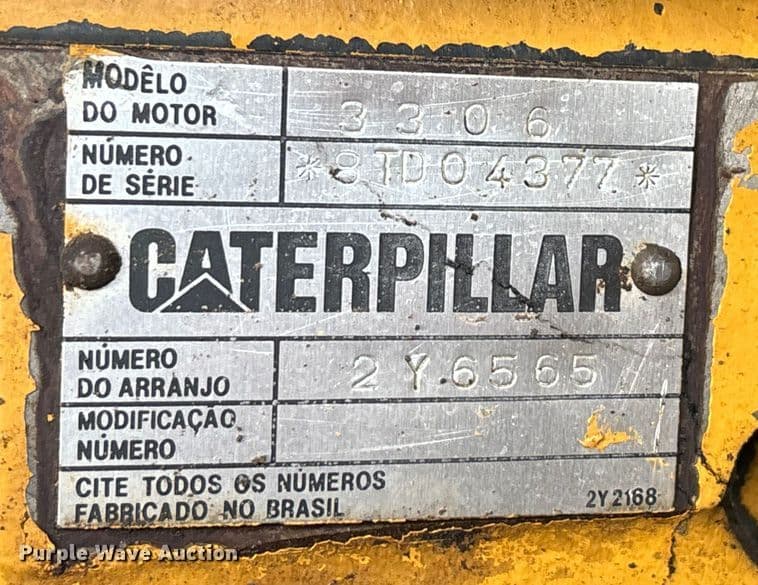 MODÊLO
DO MOTOR
3306
NÚMERO
DE SÉRIE
*8TD04377*
CATERPILLAR
NÚMERO
DO ARRANJO
2Y6565
MODIFICAÇÃO
NÚMERO
CITE TODOS OS NÚMEROS
FABRICADO NO BRASIL
2Y2168
Purple Wave Auction